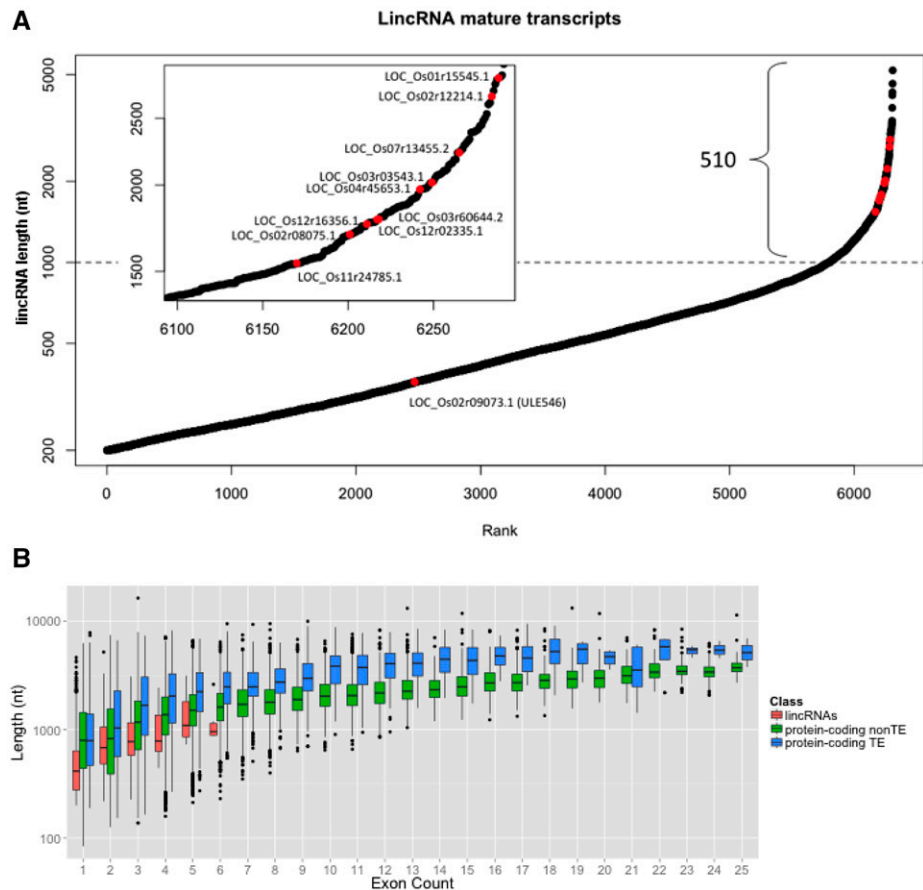 A
LincRNA mature transcripts
5000
2000
1000
500
200
lincRNA length (nt)
2500
2000
1500
LOC_Os01r15545.1
LOC_Os02r12214.1
LOC_Os07r13455.2
LOC_Os03r03543.1
LOC_Os04r45653.1
LOC_Os12r16356.1
LOC_Os03r60644.2
LOC_Os02r08075.1
LOC_Os12r02335.1
LOC_Os11r24785.1
6100 6150 6200 6250
510
LOC_Os02r09073.1 (ULE546)
0 1000 2000 3000 4000 5000 6000
Rank
B
10000
1000
100
Length (nt)
Class
lincRNAs
protein-coding nonTE
protein-coding TE
1 2 3 4 5 6 7 8 9 10 11 12 13 14 15 16 17 18 19 20 21 22 23 24 25
Exon Count